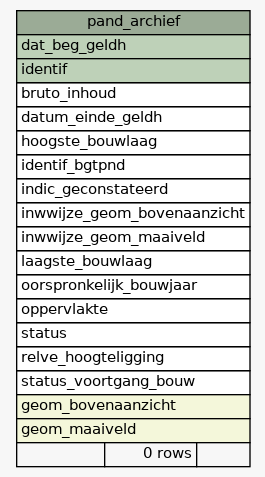 pand_archief
dat_beg_geldh
identif
bruto_inhoud
datum_einde_geldh
hoogste_bouwlaag
identif_bgtpnd
indic_geconstateerd
inwwijze_geom_bovenaanzicht
inwwijze_geom_maaiveld
laagste_bouwlaag
oorspronkelijk_bouwjaar
oppervlakte
status
relve_hoogteligging
status_voortgang_bouw
geom_bovenaanzicht
geom_maaiveld
0 rows